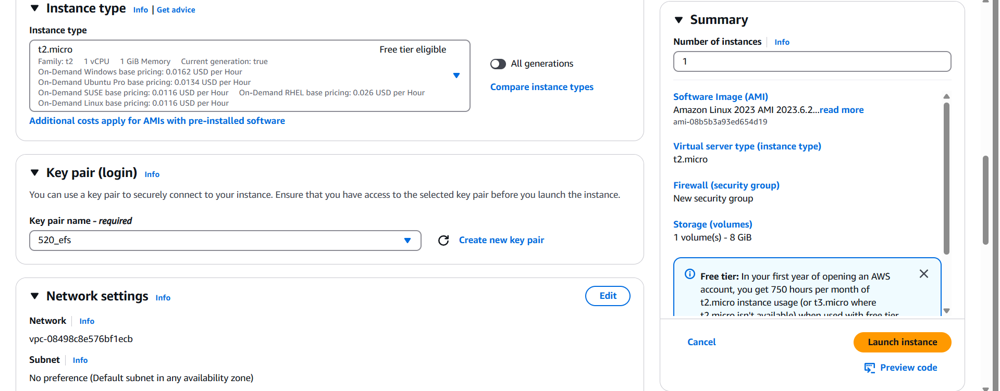 Instance type Info | Get advice
Instance type
t2.micro Free tier eligible
Family: t2 1 vCPU 1 GiB Memory Current generation: true
On-Demand Windows base pricing: 0.0162 USD per Hour
On-Demand Ubuntu Pro base pricing: 0.0134 USD per Hour
On-Demand SUSE base pricing: 0.0116 USD per Hour On-Demand RHEL base pricing: 0.026 USD per Hour
On-Demand Linux base pricing: 0.0116 USD per Hour
All generations
Compare instance types
Additional costs apply for AMIs with pre-installed software
Key pair (login) Info
You can use a key pair to securely connect to your instance. Ensure that you have access to the selected key pair before you launch the instance.
Key pair name - required
520_efs
Create new key pair
Network settings Info
Edit
Network Info
vpc-08498c8e576bf1ecb
Subnet Info
No preference (Default subnet in any availability zone)
Summary
Number of instances Info
1
Software Image (AMI)
Amazon Linux 2023 AMI 2023.6.2...read more
ami-08b5b3a93ed654d19
Virtual server type (instance type)
t2.micro
Firewall (security group)
New security group
Storage (volumes)
1 volume(s) - 8 GiB
Free tier: In your first year of opening an AWS
account, you get 750 hours per month of
t2.micro instance usage (or t3.micro where
t2.micro isn't available) when used with free tier
Cancel
Launch instance
Preview code